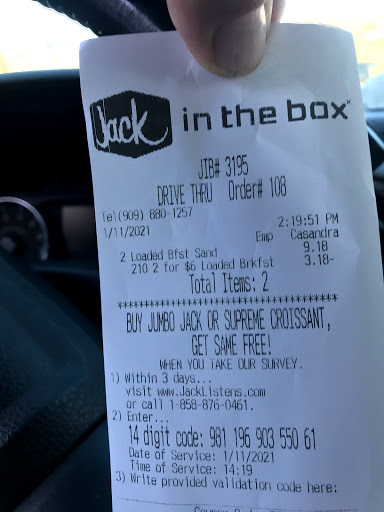 Jack in the box
JIB# 3195
DRIVE THRU Order# 108
Tel(909) 880-1257
1/11/2021 2:19:51 PM
Emp Casandra
2 Loaded Bfst Sand 9.18
210 2 for $6 Loaded Brkfst 3.18-
Total Items: 2
****************************************
BUY JUMBO JACK OR SUPREME CROISSANT,
GET SAME FREE!
WHEN YOU TAKE OUR SURVEY.
1) Within 3 days...
visit www.JackListens.com
or call 1-858-876-0461.
2) Enter...
14 digit code: 981 196 903 550 61
Date of Service: 1/11/2021
Time of Service: 14:19
3) Write provided validation code here: